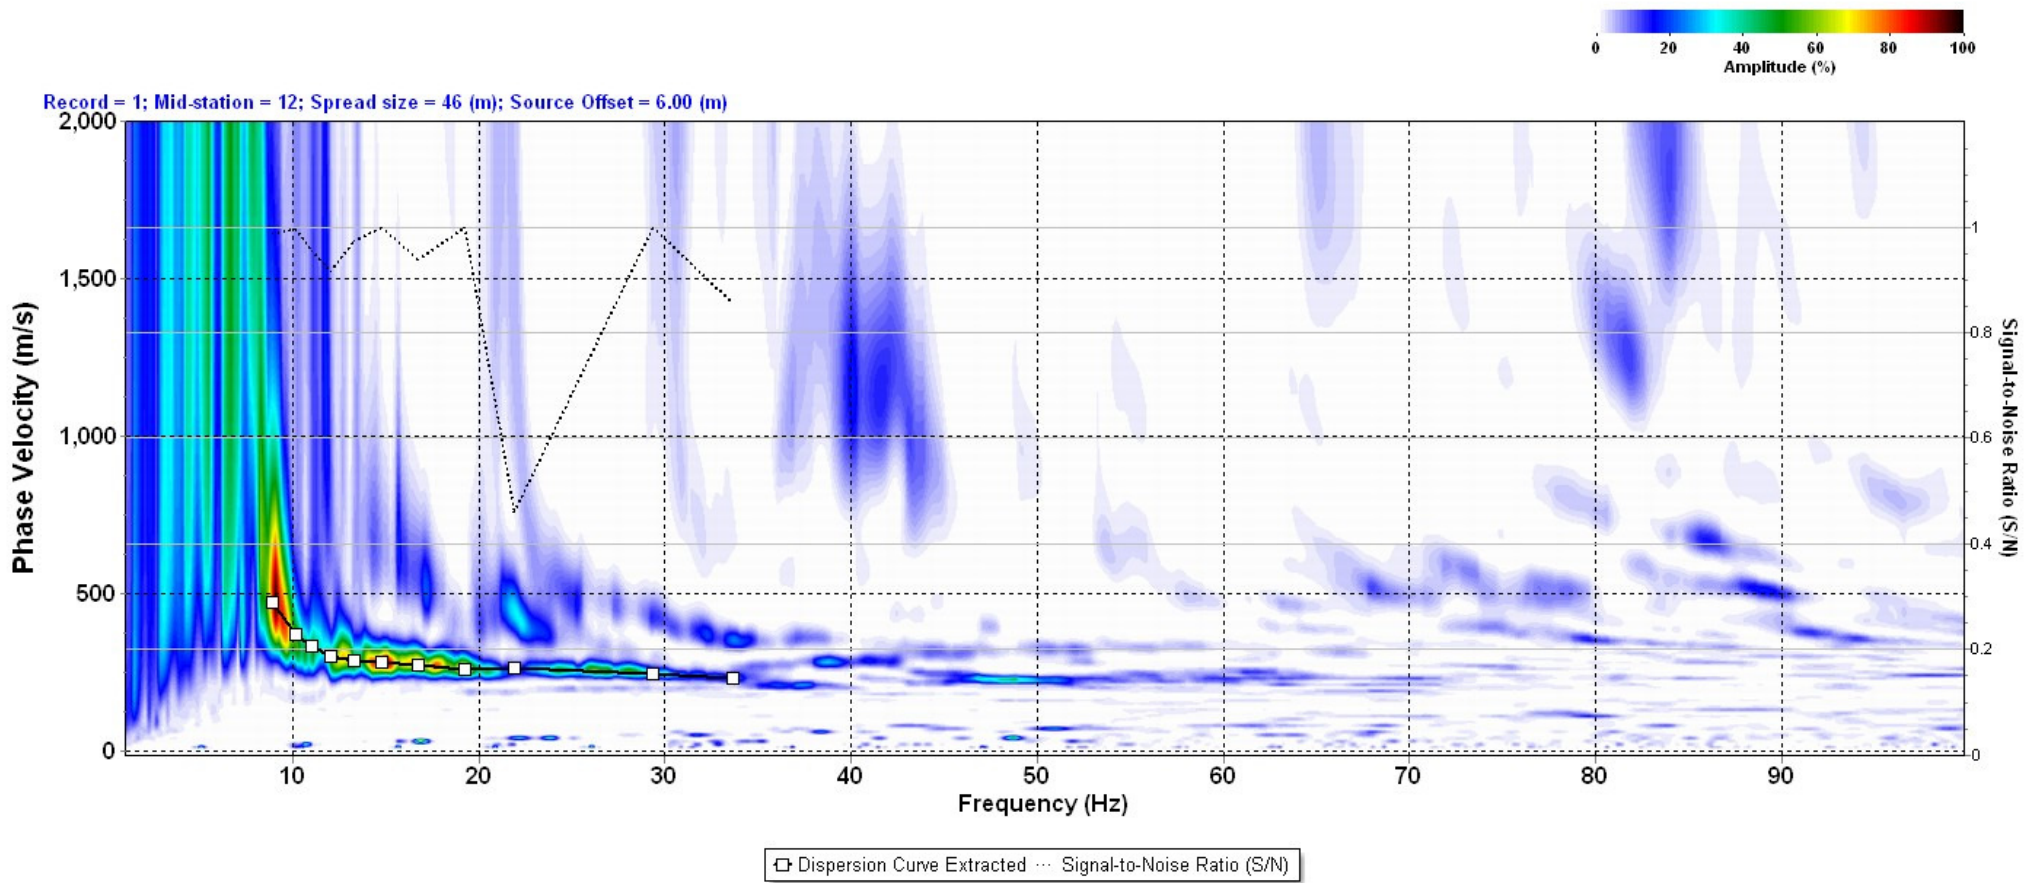 0 20 40 60 80 100
Amplitude (%)
Record = 1; Mid-station = 12; Spread size = 46 (m); Source Offset = 6.00 (m)
2,000
1,500
1,000
500
0
Phase Velocity (m/s)
1
0.8
0.6
0.4
0.2
0
Signal-to-Noise Ratio (S/N)
10 20 30 40 50 60 70 80 90
Frequency (Hz)
Dispersion Curve Extracted Signal-to-Noise Ratio (S/N)